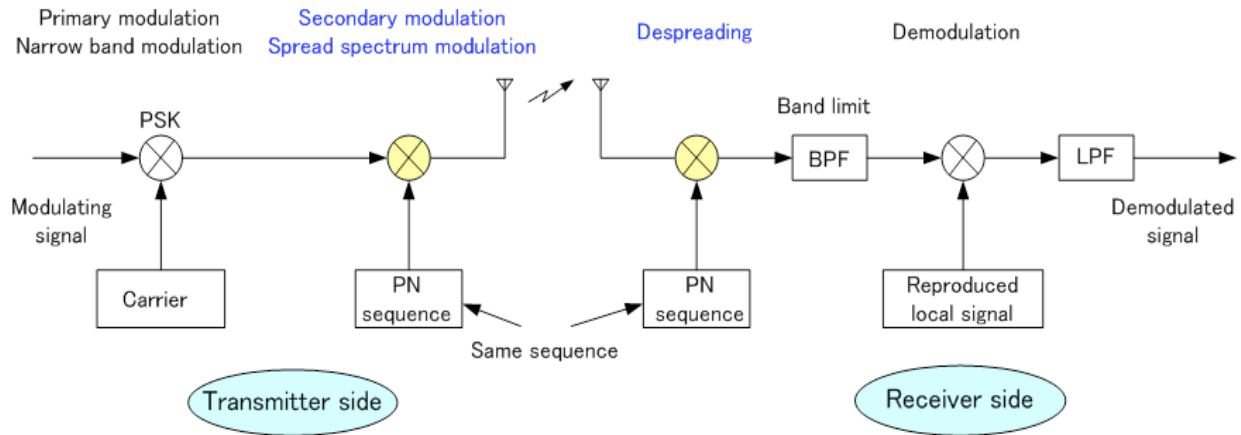 Primary modulation
Narrow band modulation
Secondary modulation
Spread spectrum modulation
Despreading
Demodulation
PSK
Band limit
BPF
LPF
Modulating
signal
Demodulated
signal
Carrier
PN
sequence
PN
sequence
Reproduced
local signal
Same sequence
Transmitter side
Receiver side